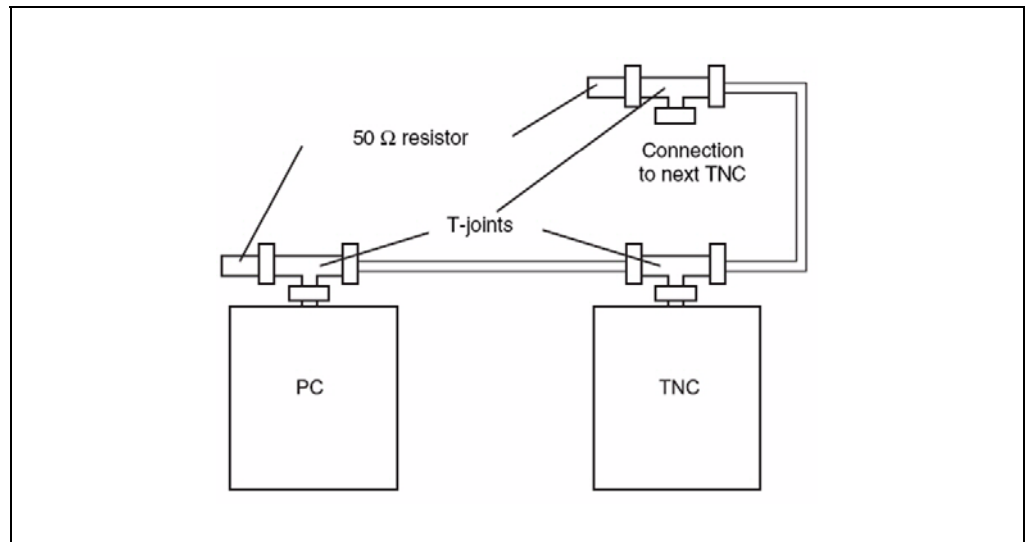 50 Ω resistor
Connection
to next TNC
T-joints
PC
TNC